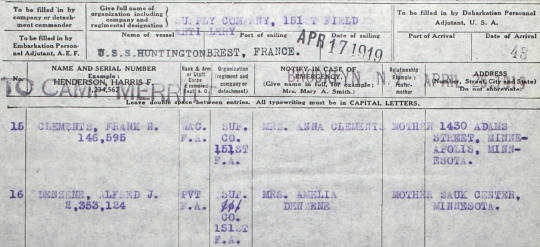 To be filled in by company or detachment commander
Give full name of organization including company and regimental designation
SUPPLY COMPANY, 151ST FIELD
ARTILLERY
To be filled in by Debarkation Personnel Adjutant, U. S. A.
To be filled in by Embarkation Personnel Adjutant, A. E. F.
Name of vessel
Port of sailing
Date of sailing
Port of Arrival
Date of Arrival
U.S.S. HUNTINGTON
BREST, FRANCE.
APR 17 1919
No.
NAME AND SERIAL NUMBER
Example:
HENDERSON, HARRIS F.
1,234,567
Rank & Arm or Staff Corps
Organization (regiment and company or detachment)
NOTIFY IN CASE OF EMERGENCY.
(Give name in full, for example; Mrs. Mary A. Smith.)
Relationship
Example:
ADDRESS
(Number, Street, City and State)
Do not abbreviate.
TO CAMP MERRITT
Leave double space between entries. All typewriting must be in CAPITAL LETTERS.
15 CLEMENTS, FRANK N. WAG. SUP. MRS. ANNA CLEMENTS MOTHER 1430 ADAMS
146,595 F.A. CO. STREET, MINNE-
151ST APOLIS, MINN-
F.A. ESOTA.
16 DENZENE, ALFRED J. PVT SUP. MRS. AMELIA MOTHER SAUK CENTER,
2,353,124 F.A. DENZENE MINNESOTA.
CO.
151ST
F.A.